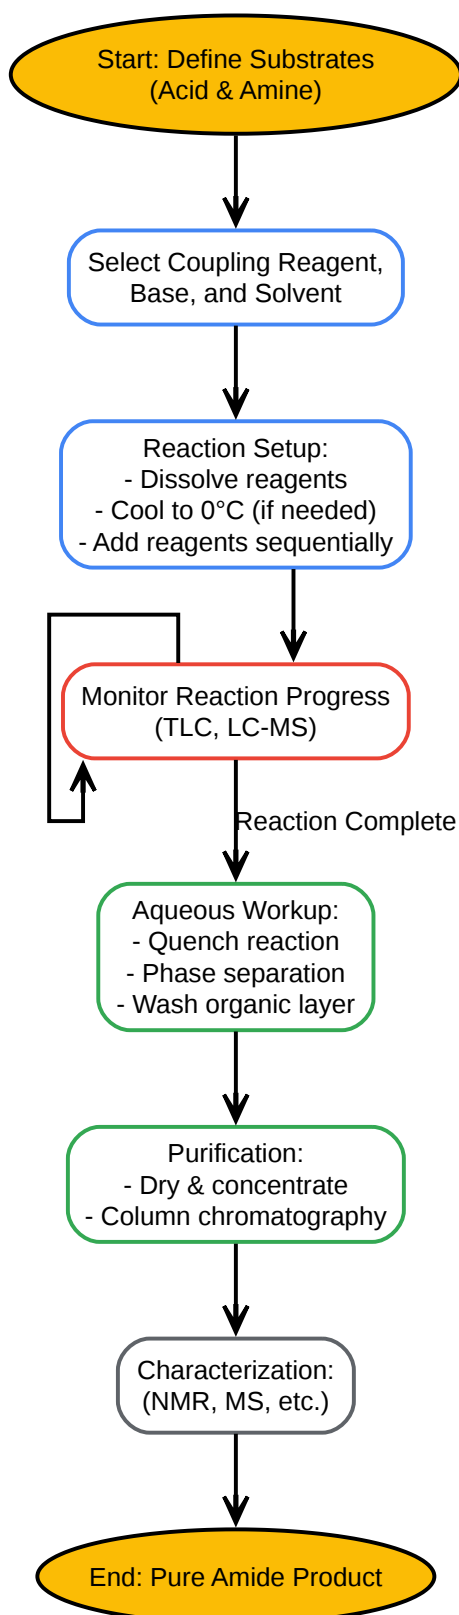 Start: Define Substrates
(Acid & Amine)
Select Coupling Reagent,
Base, and Solvent
Reaction Setup:
- Dissolve reagents
- Cool to 0°C (if needed)
- Add reagents sequentially
Monitor Reaction Progress
(TLC, LC-MS)
Reaction Complete
Aqueous Workup:
- Quench reaction
- Phase separation
- Wash organic layer
Purification:
- Dry & concentrate
- Column chromatography
Characterization:
(NMR, MS, etc.)
End: Pure Amide Product